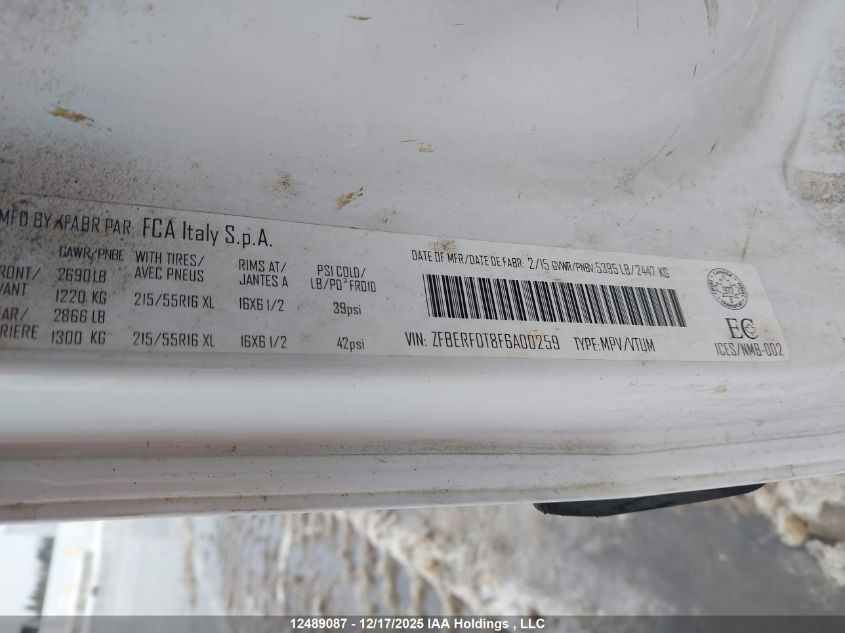 MFD BY/FABR PAR FCA Italy S.p.A.
GAWR/PNBE WITH TIRES/ AVEC PNEUS RIMS AT/ JANTES A PSI COLD/ LB/PO² FROID
FRONT/ 2690 LB
VANT 1220 KG 215/55R16 XL 16X6 1/2 39psi
AR/ 2866 LB
RIERE 1300 KG 215/55R16 XL 16X6 1/2 42psi
DATE OF MFR/DATE DE FABR. 2/15 GVWR/PNBV. 5395 LB/2447 KG
VIN: ZFBERFDT8F6A00259 TYPE:MPV/VTUM
EC
ICES/NMB-002
12489087 - 12/17/2025 IAA Holdings , LLC